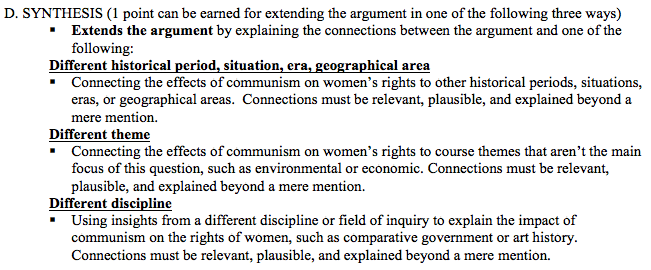 D. SYNTHESIS (1 point can be earned for extending the argument in one of the following three ways)
▪ Extends the argument by explaining the connections between the argument and one of the
following:
Different historical period, situation, era, geographical area
▪ Connecting the effects of communism on women's rights to other historical periods, situations,
eras, or geographical areas.  Connections must be relevant, plausible, and explained beyond a
mere mention.
Different theme
▪ Connecting the effects of communism on women's rights to course themes that aren't the main
focus of this question, such as environmental or economic. Connections must be relevant,
plausible, and explained beyond a mere mention.
Different discipline
▪ Using insights from a different discipline or field of inquiry to explain the impact of
communism on the rights of women, such as comparative government or art history.
Connections must be relevant, plausible, and explained beyond a mere mention.